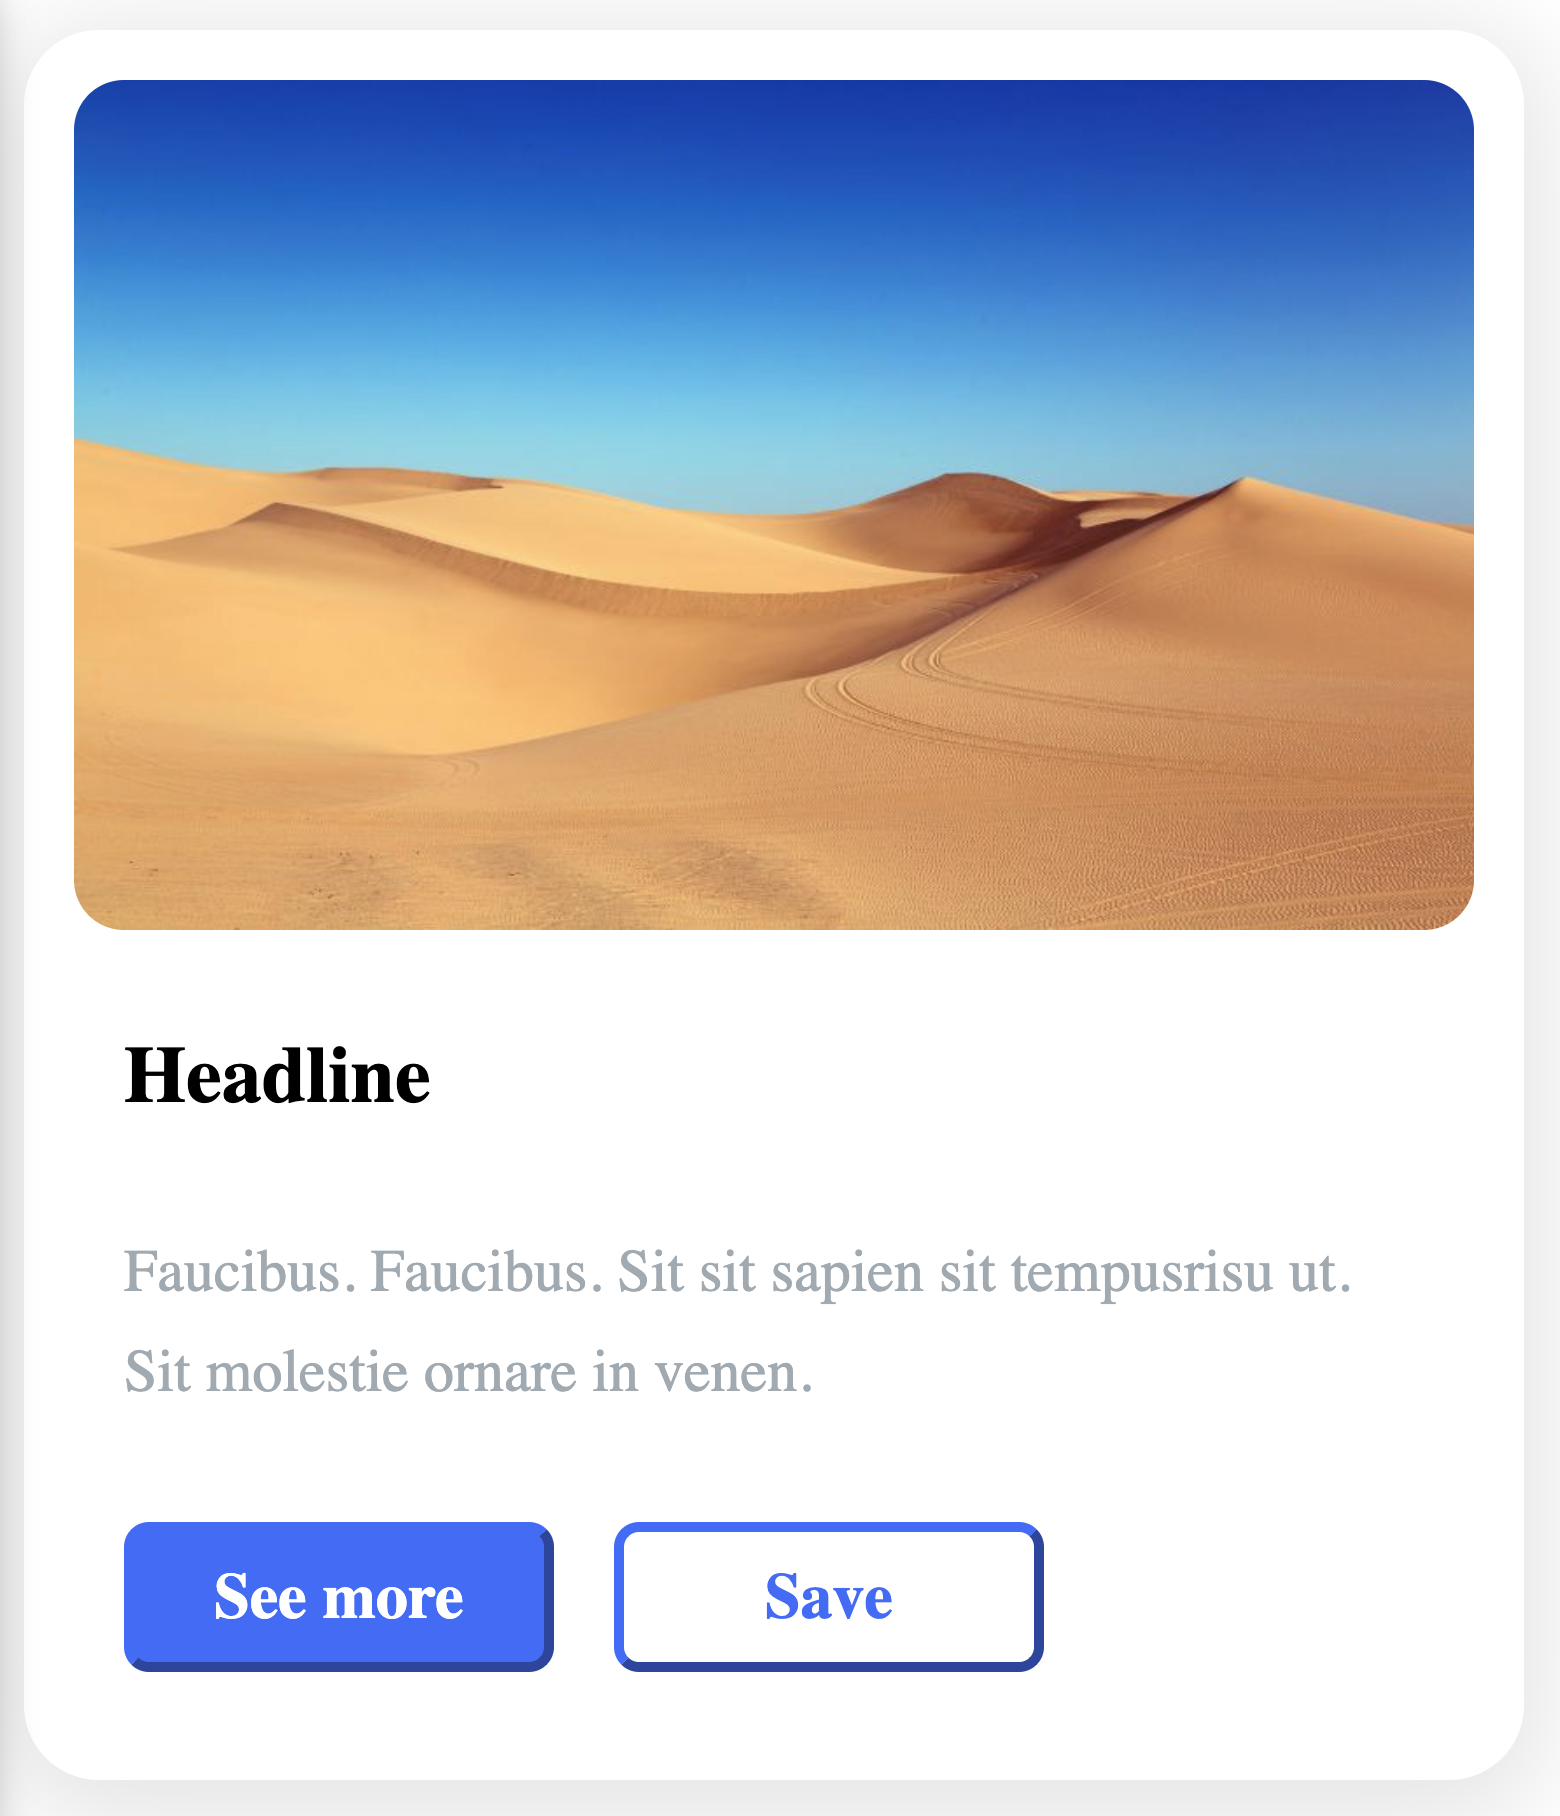 Headline
Faucibus. Faucibus. Sit sit sapien sit tempusrisu ut.
Sit molestie ornare in venen.
See more
Save